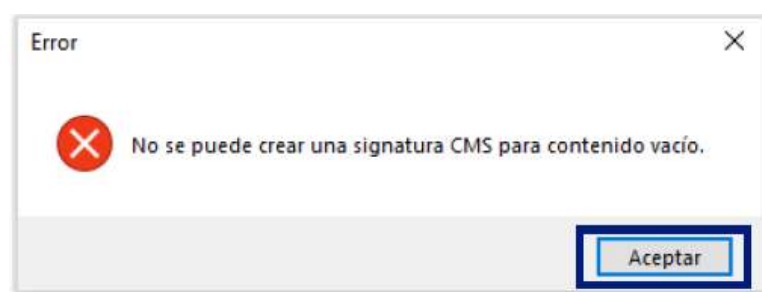 Error
No se puede crear una signatura CMS para contenido vacío.
Aceptar